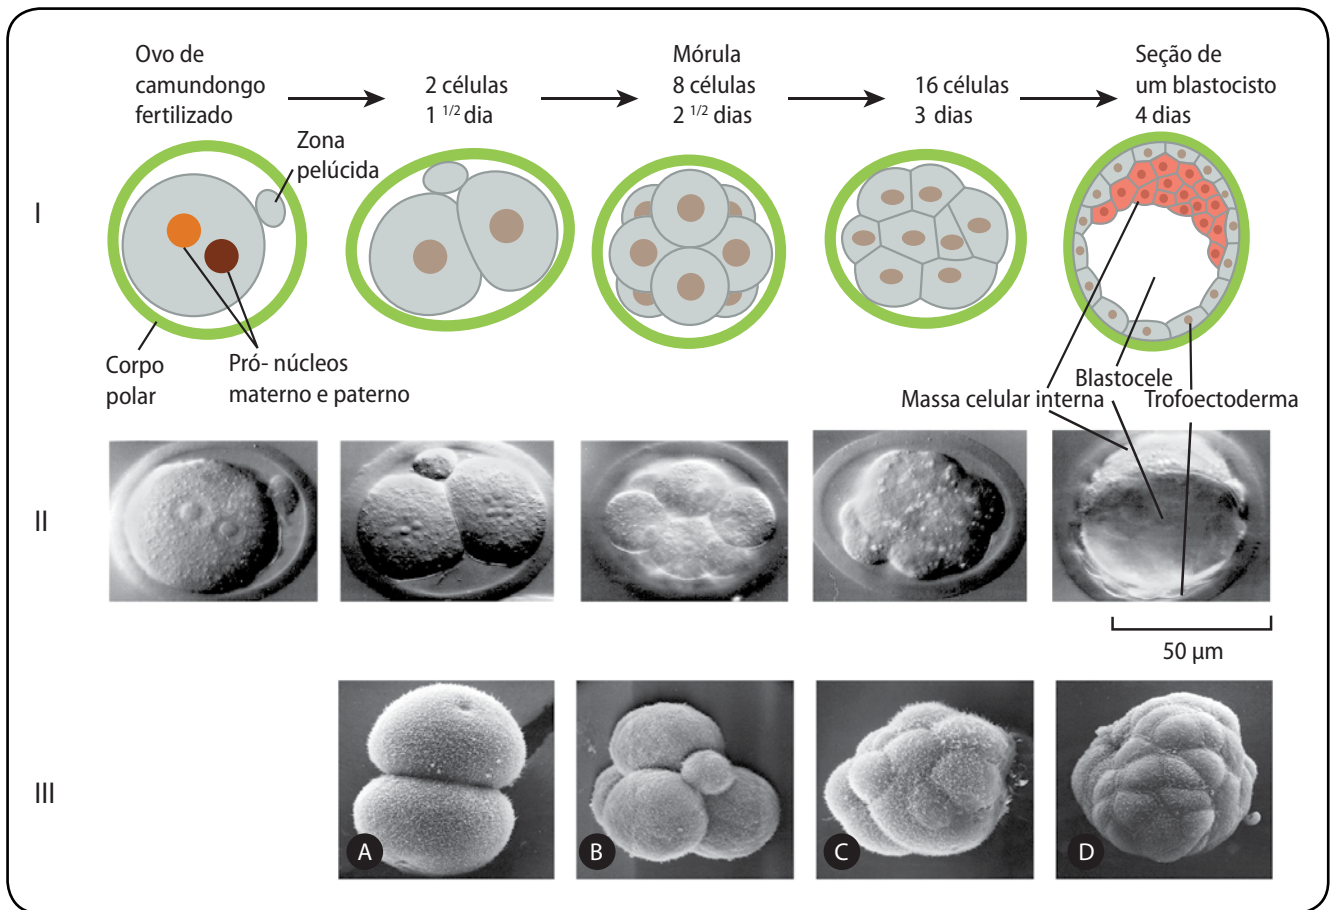 Ovo de
camundongo
fertilizado
2 células
1 1/2 dia
Mórula
8 células
2 1/2 dias
16 células
3 dias
Seção de
um blastocisto
4 dias
Zona
pelúcida
I
Corpo
polar
Pró- núcleos
materno e paterno
Blastocele
Massa celular interna
Trofoectoderma
II
50 µm
III
A
B
C
D